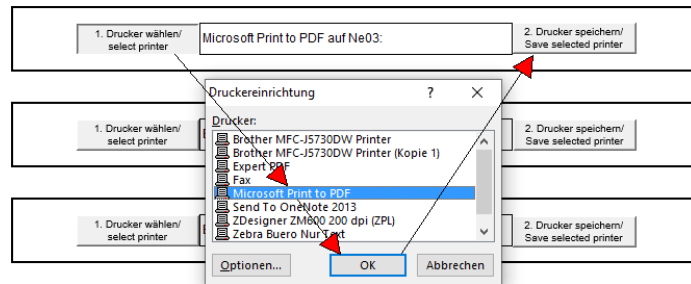 1. Drucker wählen/
select printer
Microsoft Print to PDF auf Ne03:
2. Drucker speichern/
Save selected printer
Druckereinrichtung
?
Drucker:
1. Drucker wählen/
select printer
2. Drucker speichern/
Save selected printer
Brother MFC-J5730DW Printer
Brother MFC-J5730DW Printer (Kopie 1)
Expert PDF
Fax
Microsoft Print to PDF
Send To OneNote 2013
ZDesigner ZM600 200 dpi (ZPL)
Zebra Buero Nur Text
1. Drucker wählen/
select printer
2. Drucker speichern/
Save selected printer
Optionen...
OK
Abbrechen